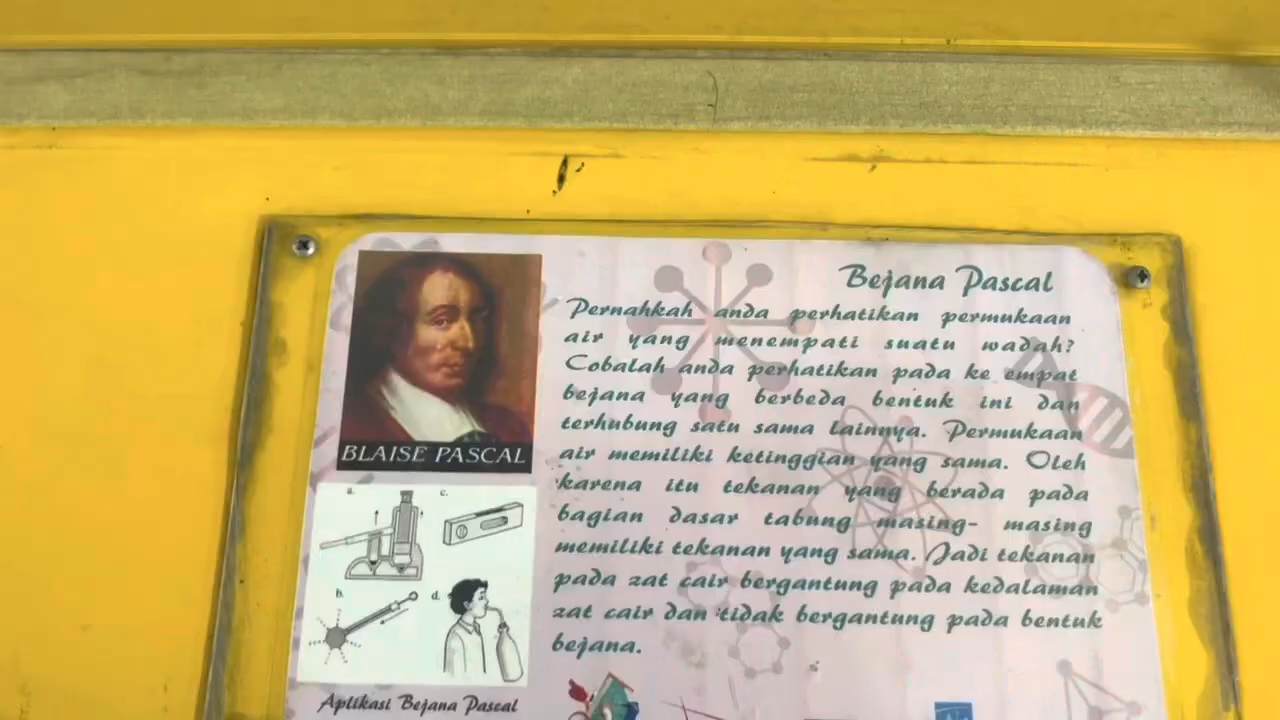 Bejana Pascal
Pernahkah anda perhatikan permukaan
air yang menempati suatu wadah?
Cobalah anda perhatikan pada ke empat
bejana yang berbeda bentuk ini dan
terhubung satu sama lainnya. Permukaan
air memiliki ketinggian yang sama. Oleh
karena itu tekanan yang berada pada
bagian dasar tabung masing- masing
memiliki tekanan yang sama. Jadi tekanan
pada zat cair bergantung pada kedalaman
zat cair dan tidak bergantung pada bentuk
bejana.
BLAISE PASCAL
a.
c.
b.
d.
Aplikasi Bejana Pascal